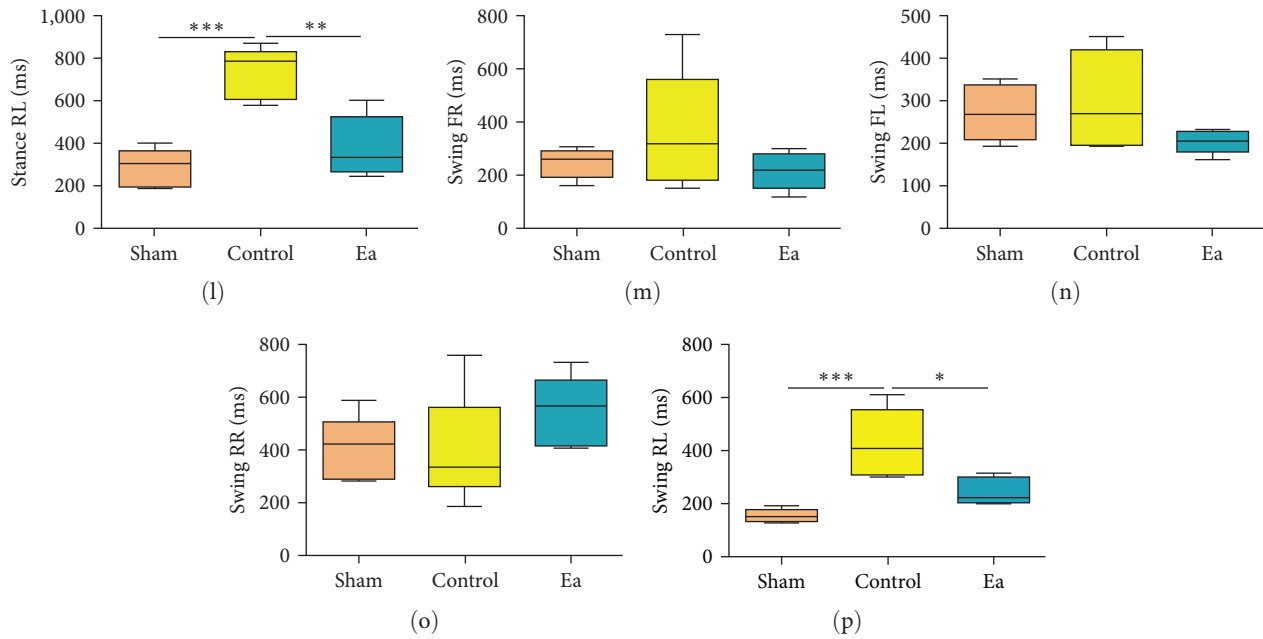 Stance RL (ms)
1,000
800
600
400
200
0
***
**
Sham Control Ea
(l)
Swing FR (ms)
800
600
400
200
0
Sham Control Ea
(m)
Swing FL (ms)
500
400
300
200
100
0
Sham Control Ea
(n)
Swing RR (ms)
800
600
400
200
0
Sham Control Ea
(o)
Swing RL (ms)
800
600
400
200
0
***
*
Sham Control Ea
(p)